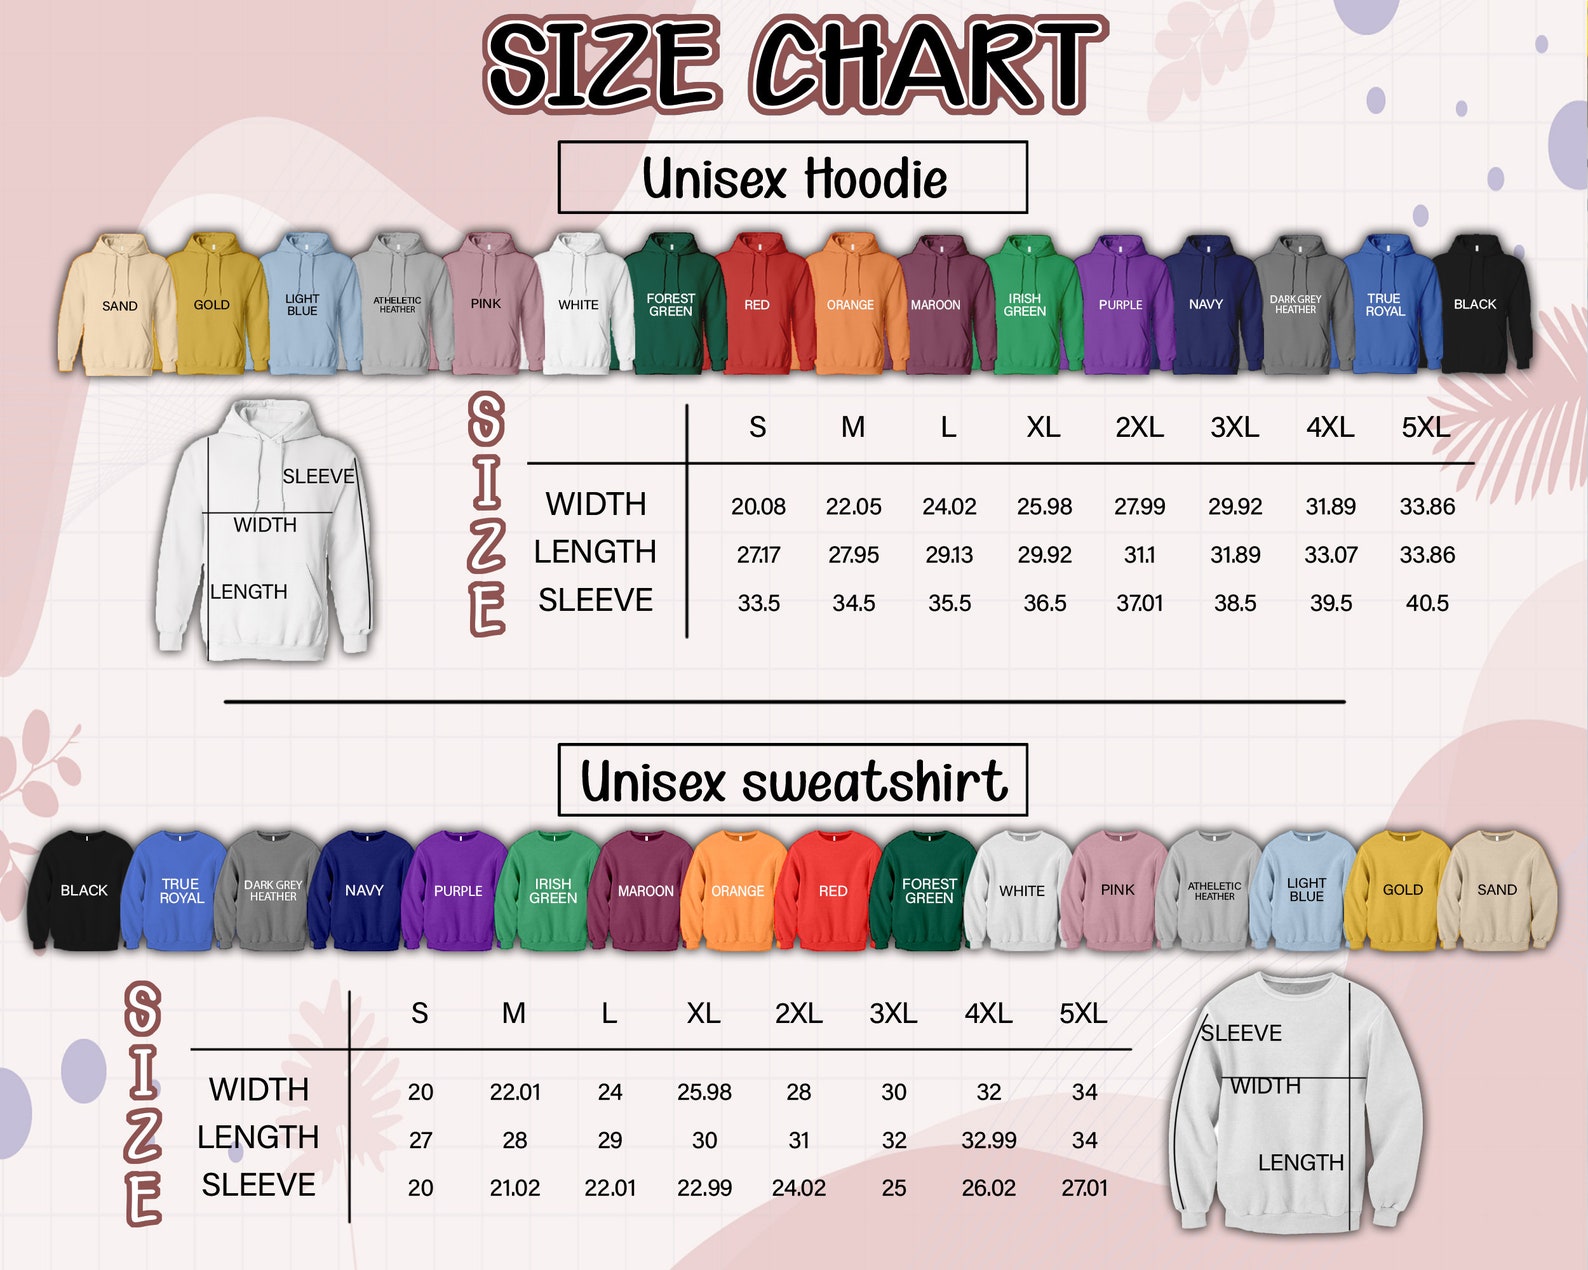 SIZE CHART
Unisex Hoodie
SAND
GOLD
LIGHT
BLUE
ATHELETIC
HEATHER
PINK
WHITE
FOREST
GREEN
RED
ORANGE
MAROON
IRISH
GREEN
PURPLE
NAVY
DARK GREY
HEATHER
TRUE
ROYAL
BLACK
SLEEVE
WIDTH
LENGTH
SIZE
S M L XL 2XL 3XL 4XL 5XL
WIDTH 20.08 22.05 24.02 25.98 27.99 29.92 31.89 33.86
LENGTH 27.17 27.95 29.13 29.92 31.1 31.89 33.07 33.86
SLEEVE 33.5 34.5 35.5 36.5 37.01 38.5 39.5 40.5
Unisex sweatshirt
BLACK
TRUE
ROYAL
DARK GREY
HEATHER
NAVY
PURPLE
IRISH
GREEN
MAROON
ORANGE
RED
FOREST
GREEN
WHITE
PINK
ATHELETIC
HEATHER
LIGHT
BLUE
GOLD
SAND
SIZE
S M L XL 2XL 3XL 4XL 5XL
WIDTH 20 22.01 24 25.98 28 30 32 34
LENGTH 27 28 29 30 31 32 32.99 34
SLEEVE 20 21.02 22.01 22.99 24.02 25 26.02 27.01
SLEEVE
WIDTH
LENGTH